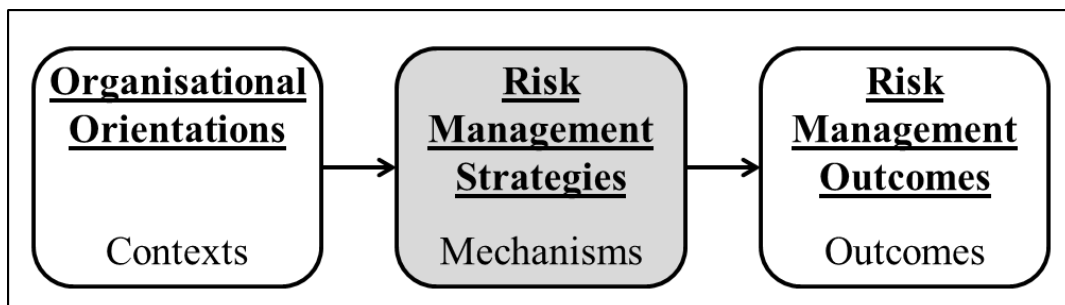 Organisational
Orientations
Contexts
Risk
Management
Strategies
Mechanisms
Risk
Management
Outcomes
Outcomes